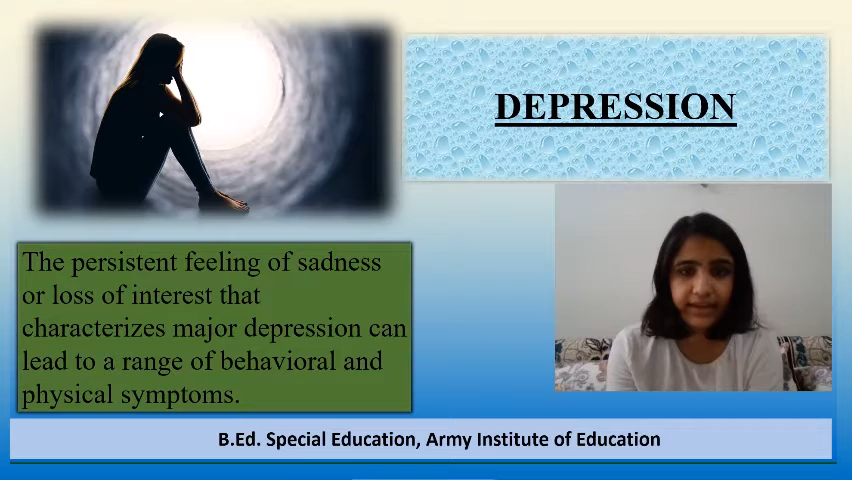 DEPRESSION
The persistent feeling of sadness
or loss of interest that
characterizes major depression can
lead to a range of behavioral and
physical symptoms.
B.Ed. Special Education, Army Institute of Education